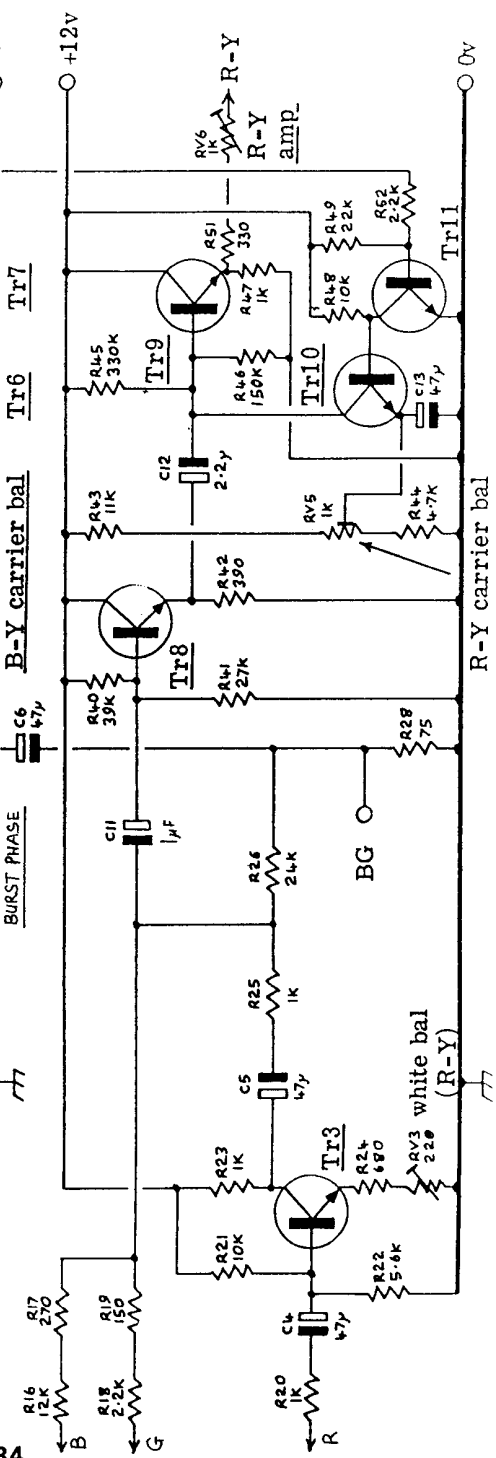 +12v
Tr7
Tr6
B-Y carrier bal
C6
47µ
BURST PHASE
R-Y
RV6
1K
R-Y
amp
R51
330
R47
1K
R45
330K
Tr9
R46
150K
R49
22K
R48
10K
R52
2·2K
Tr11
Tr10
C13
47µ
C12
2·2µ
R43
11K
RV5
1K
R44
4·7K
R-Y carrier bal
0v
R42
390
Tr8
R40
39K
R41
27K
R28
75
BG
C11
1µF
R26
24K
R25
1K
C5
47µ
white bal
(R-Y)
R23
1K
Tr3
R24
680
RV3
220
R21
10K
R22
5·6K
C4
47µ
R20
1K
R17
270
R16
12K
R19
150
R18
2·2K
B
G
R
84